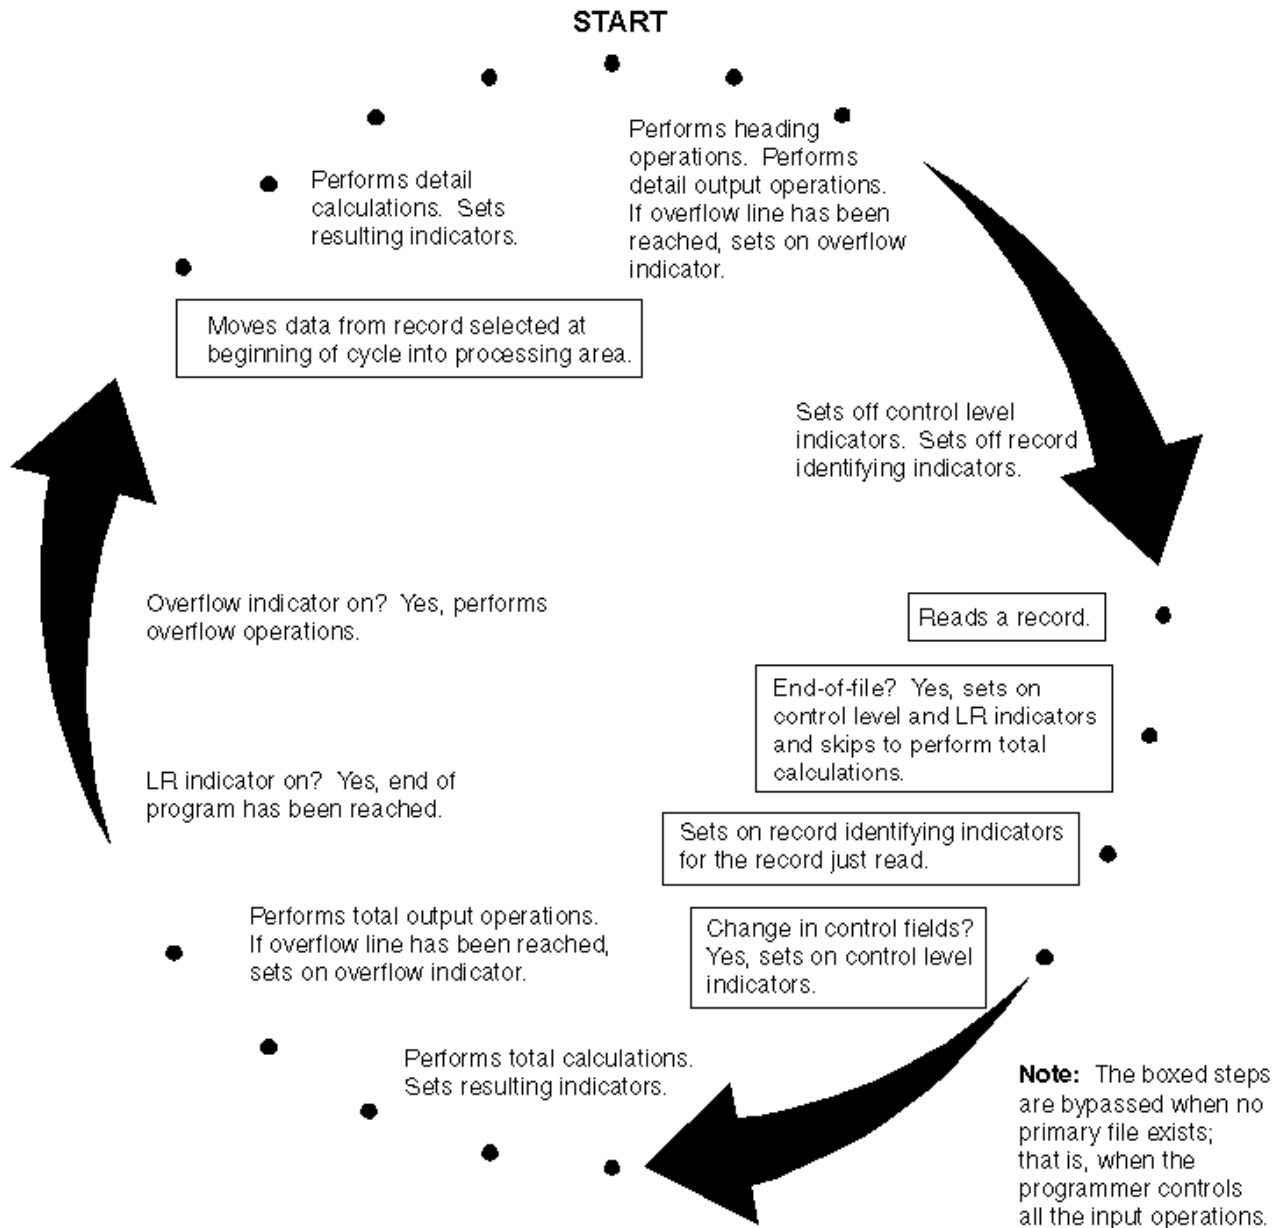 START
Performs heading
operations. Performs
detail output operations.
If overflow line has been
reached, sets on overflow
indicator.
Sets off control level
indicators. Sets off record
identifying indicators.
Reads a record.
End-of-file? Yes, sets on
control level and LR indicators
and skips to perform total
calculations.
Sets on record identifying indicators
for the record just read.
Change in control fields?
Yes, sets on control level
indicators.
Performs total calculations.
Sets resulting indicators.
Performs total output operations.
If overflow line has been reached,
sets on overflow indicator.
LR indicator on? Yes, end of
program has been reached.
Overflow indicator on? Yes, performs
overflow operations.
Moves data from record selected at
beginning of cycle into processing area.
Performs detail
calculations. Sets
resulting indicators.
Note: The boxed steps
are bypassed when no
primary file exists;
that is, when the
programmer controls
all the input operations.